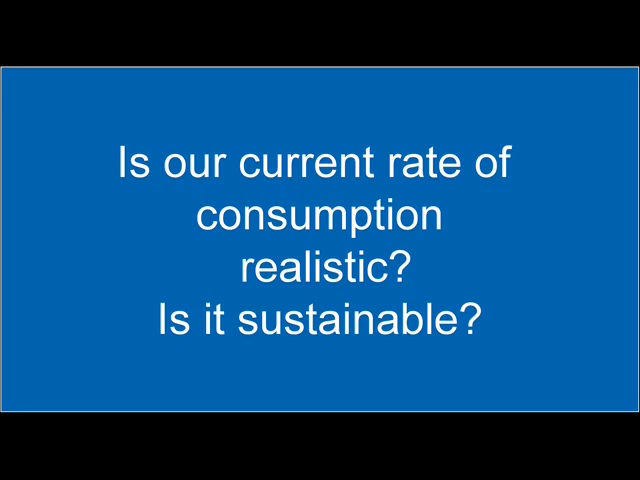 Is our current rate of
consumption
realistic?
Is it sustainable?